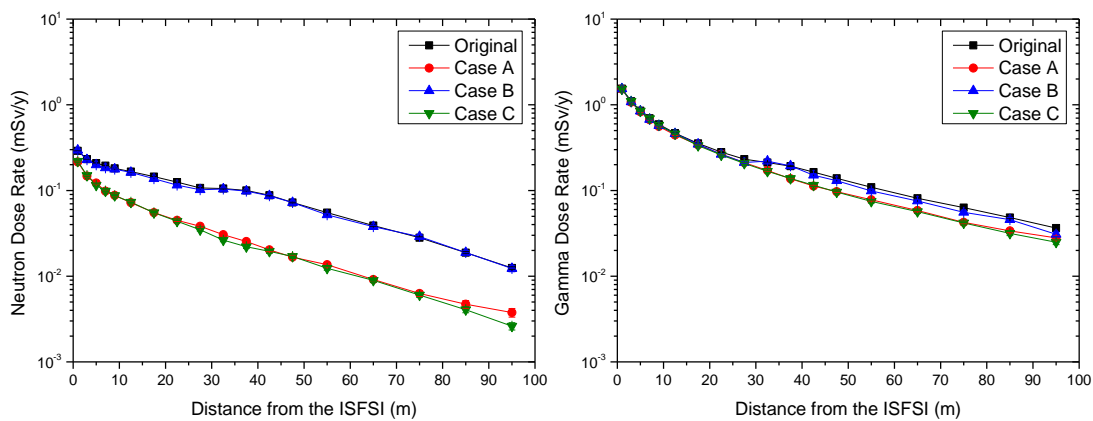 10^1
10^0
10^-1
10^-2
10^-3
Neutron Dose Rate (mSv/y)
Original
Case A
Case B
Case C
0 10 20 30 40 50 60 70 80 90 100
Distance from the ISFSI (m)
10^1
10^0
10^-1
10^-2
10^-3
Gamma Dose Rate (mSv/y)
Original
Case A
Case B
Case C
0 10 20 30 40 50 60 70 80 90 100
Distance from the ISFSI (m)